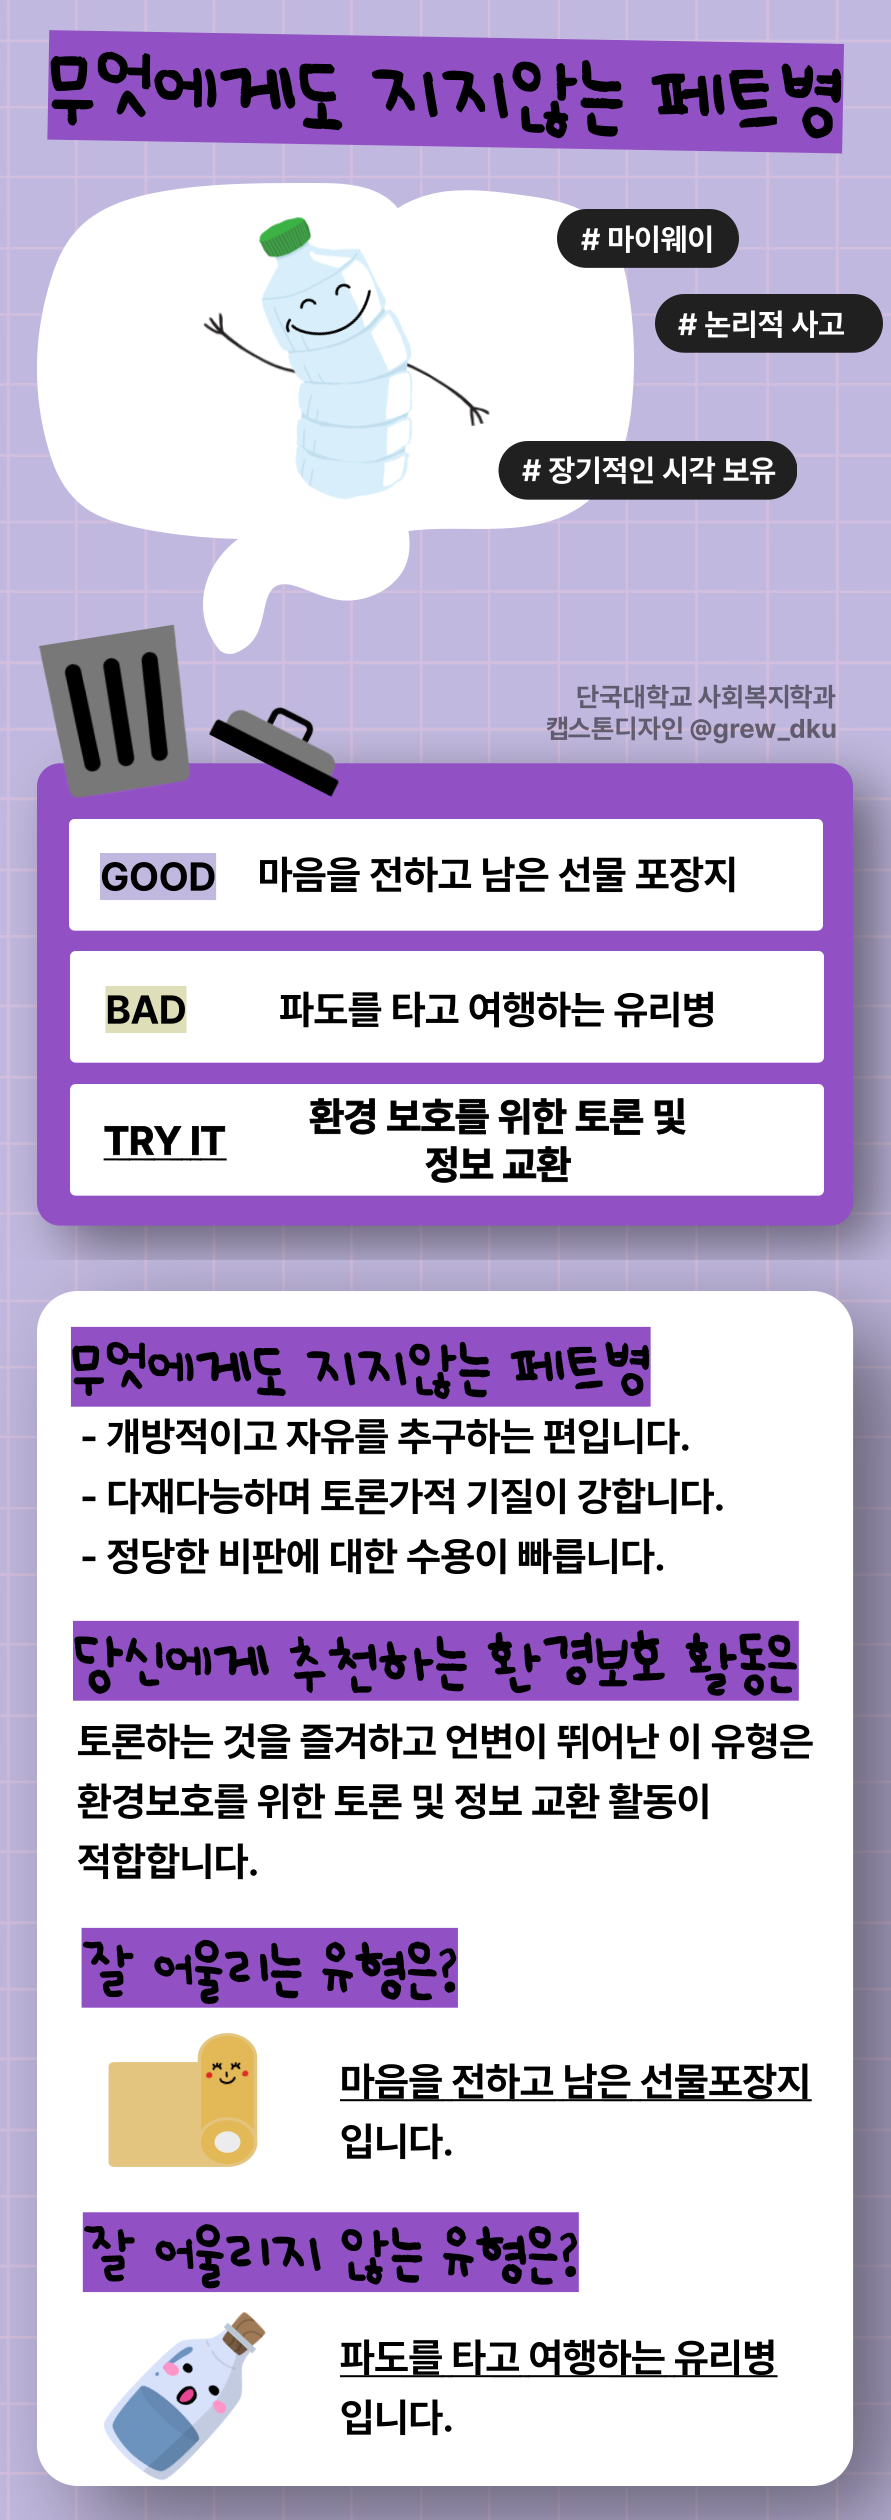 무엇에게도 지지않는 페트병
# 마이웨이
# 논리적 사고
# 장기적인 시각 보유
단국대학교 사회복지학과
캡스톤디자인 @grew_dku
GOOD 마음을 전하고 남은 선물 포장지
BAD 파도를 타고 여행하는 유리병
TRY IT 환경 보호를 위한 토론 및
정보 교환
무엇에게도 지지않는 페트병
- 개방적이고 자유를 추구하는 편입니다.
- 다재다능하며 토론가적 기질이 강합니다.
- 정당한 비판에 대한 수용이 빠릅니다.
당신에게 추천하는 환경보호 활동은
토론하는 것을 즐겨하고 언변이 뛰어난 이 유형은
환경보호를 위한 토론 및 정보 교환 활동이
적합합니다.
잘 어울리는 유형은?
마음을 전하고 남은 선물포장지
입니다.
잘 어울리지 않는 유형은?
파도를 타고 여행하는 유리병
입니다.